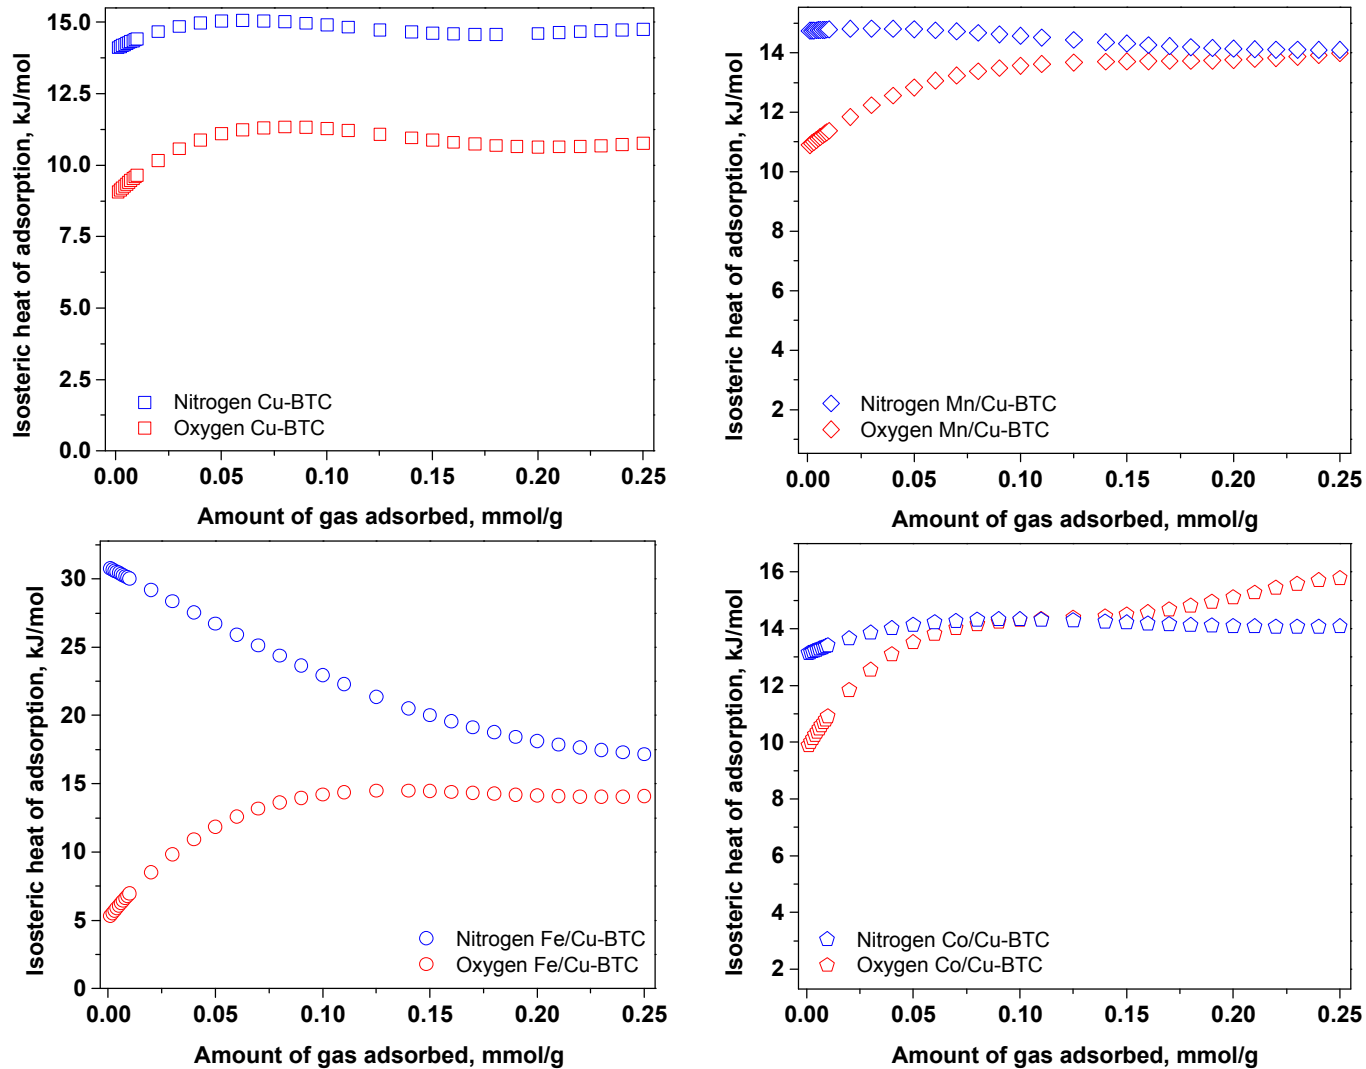 Isosteric heat of adsorption, kJ/mol
15.0
12.5
10.0
7.5
5.0
2.5
0.0
Nitrogen Cu-BTC
Oxygen Cu-BTC
0.00 0.05 0.10 0.15 0.20 0.25
Amount of gas adsorbed, mmol/g
Isosteric heat of adsorption, kJ/mol
14
12
10
8
6
4
2
Nitrogen Mn/Cu-BTC
Oxygen Mn/Cu-BTC
0.00 0.05 0.10 0.15 0.20 0.25
Amount of gas adsorbed, mmol/g
Isosteric heat of adsorption, kJ/mol
30
25
20
15
10
5
0
Nitrogen Fe/Cu-BTC
Oxygen Fe/Cu-BTC
0.00 0.05 0.10 0.15 0.20 0.25
Amount of gas adsorbed, mmol/g
Isosteric heat of adsorption, kJ/mol
16
14
12
10
8
6
4
2
Nitrogen Co/Cu-BTC
Oxygen Co/Cu-BTC
0.00 0.05 0.10 0.15 0.20 0.25
Amount of gas adsorbed, mmol/g